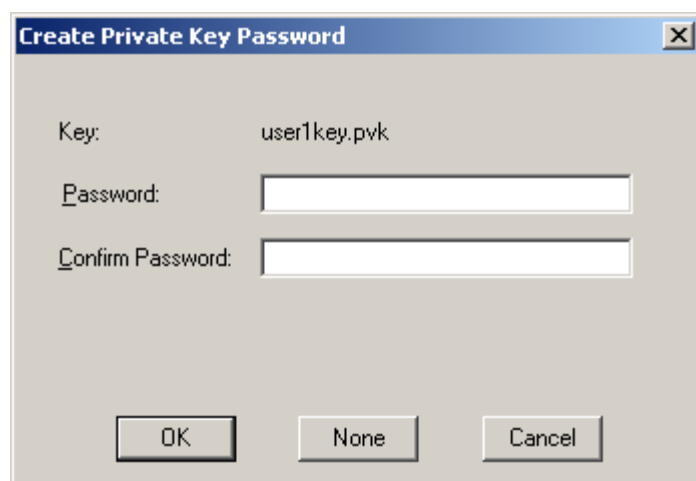 Create Private Key Password
Key: user1key.pvk
Password:
Confirm Password:
OK None Cancel